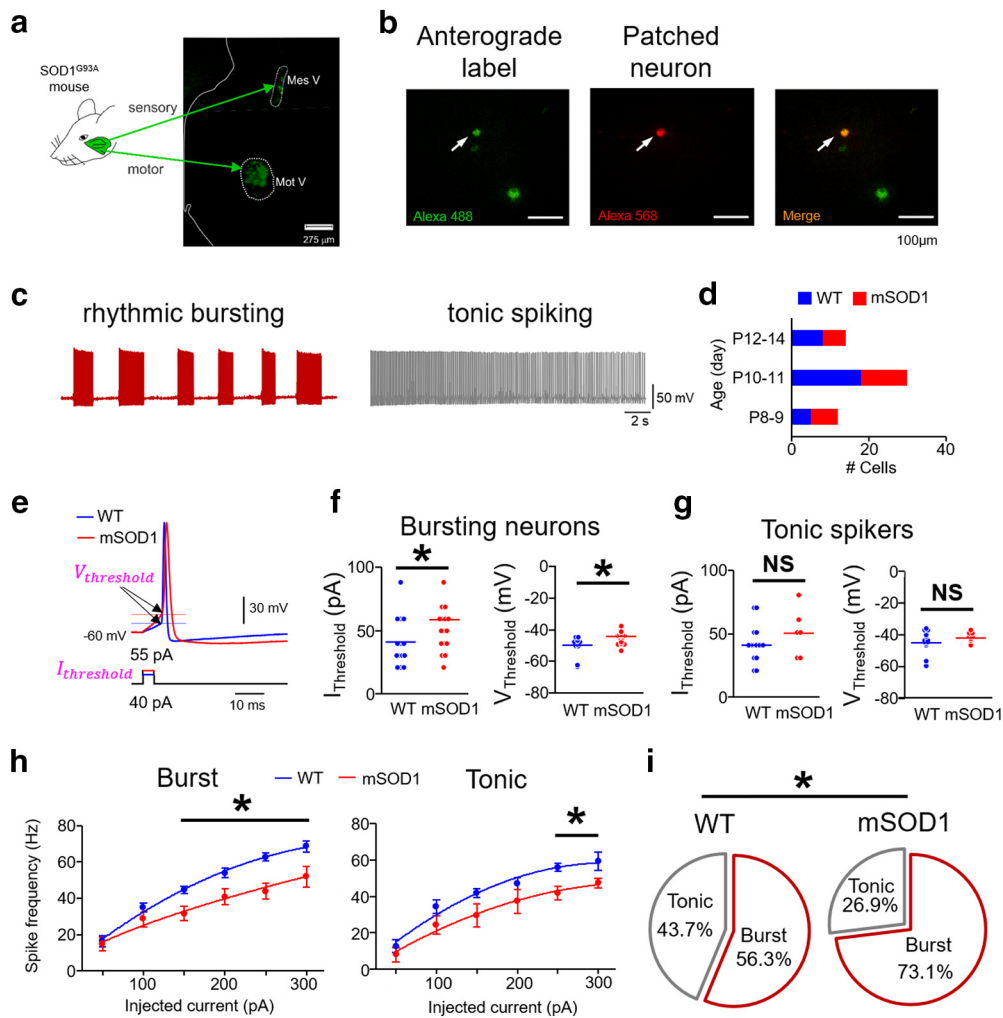 a
SOD1G93A
mouse
sensory
motor
Mes V
Mot V
275 µm
b
Anterograde
label
Patched
neuron
Alexa 488
Alexa 568
Merge
100µm
c
rhythmic bursting
tonic spiking
50 mV
2 s
d
WT
mSOD1
Age (day)
P12-14
P10-11
P8-9
0
20
40
# Cells
e
WT
mSOD1
Vthreshold
30 mV
-60 mV
55 pA
Ithreshold
40 pA
10 ms
f
Bursting neurons
*
*
IThreshold (pA)
100
50
0
WT mSOD1
VThreshold (mV)
-0
-20
-40
-60
-80
WT mSOD1
g
Tonic spikers
NS
NS
IThreshold (pA)
100
50
0
WT mSOD1
VThreshold (mV)
-0
-20
-40
-60
-80
WT mSOD1
h
Burst
WT
mSOD1
Tonic
*
*
Spike frequency (Hz)
80
60
40
20
0
100
150
200
250
300
Injected current (pA)
80
60
40
20
0
100
150
200
250
300
Injected current (pA)
i
*
WT
mSOD1
Tonic
43.7%
Burst
56.3%
Tonic
26.9%
Burst
73.1%